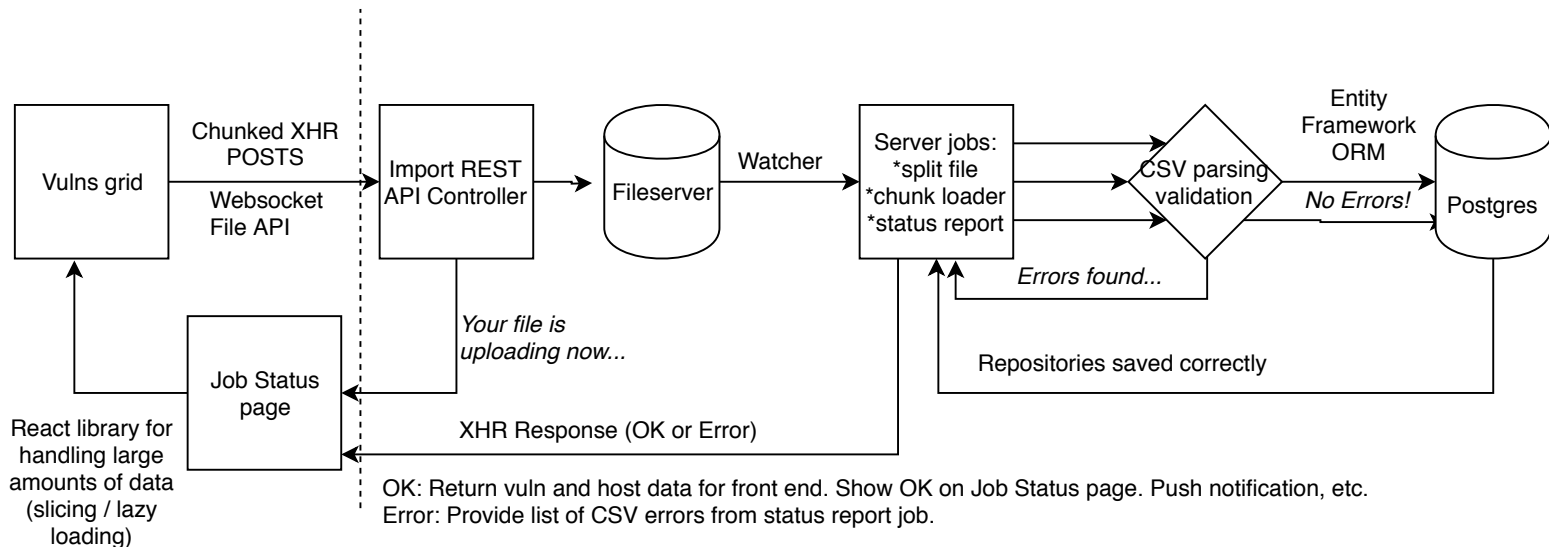 Vulns grid
Chunked XHR
POSTS
Websocket
File API
Import REST
API Controller
Fileserver
Watcher
Server jobs:
*split file
*chunk loader
*status report
CSV parsing
validation
Entity
Framework
ORM
No Errors!
Postgres
Errors found...
Your file is
uploading now...
Repositories saved correctly
Job Status
page
XHR Response (OK or Error)
React library for
handling large
amounts of data
(slicing / lazy
loading)
OK: Return vuln and host data for front end. Show OK on Job Status page. Push notification, etc.
Error: Provide list of CSV errors from status report job.